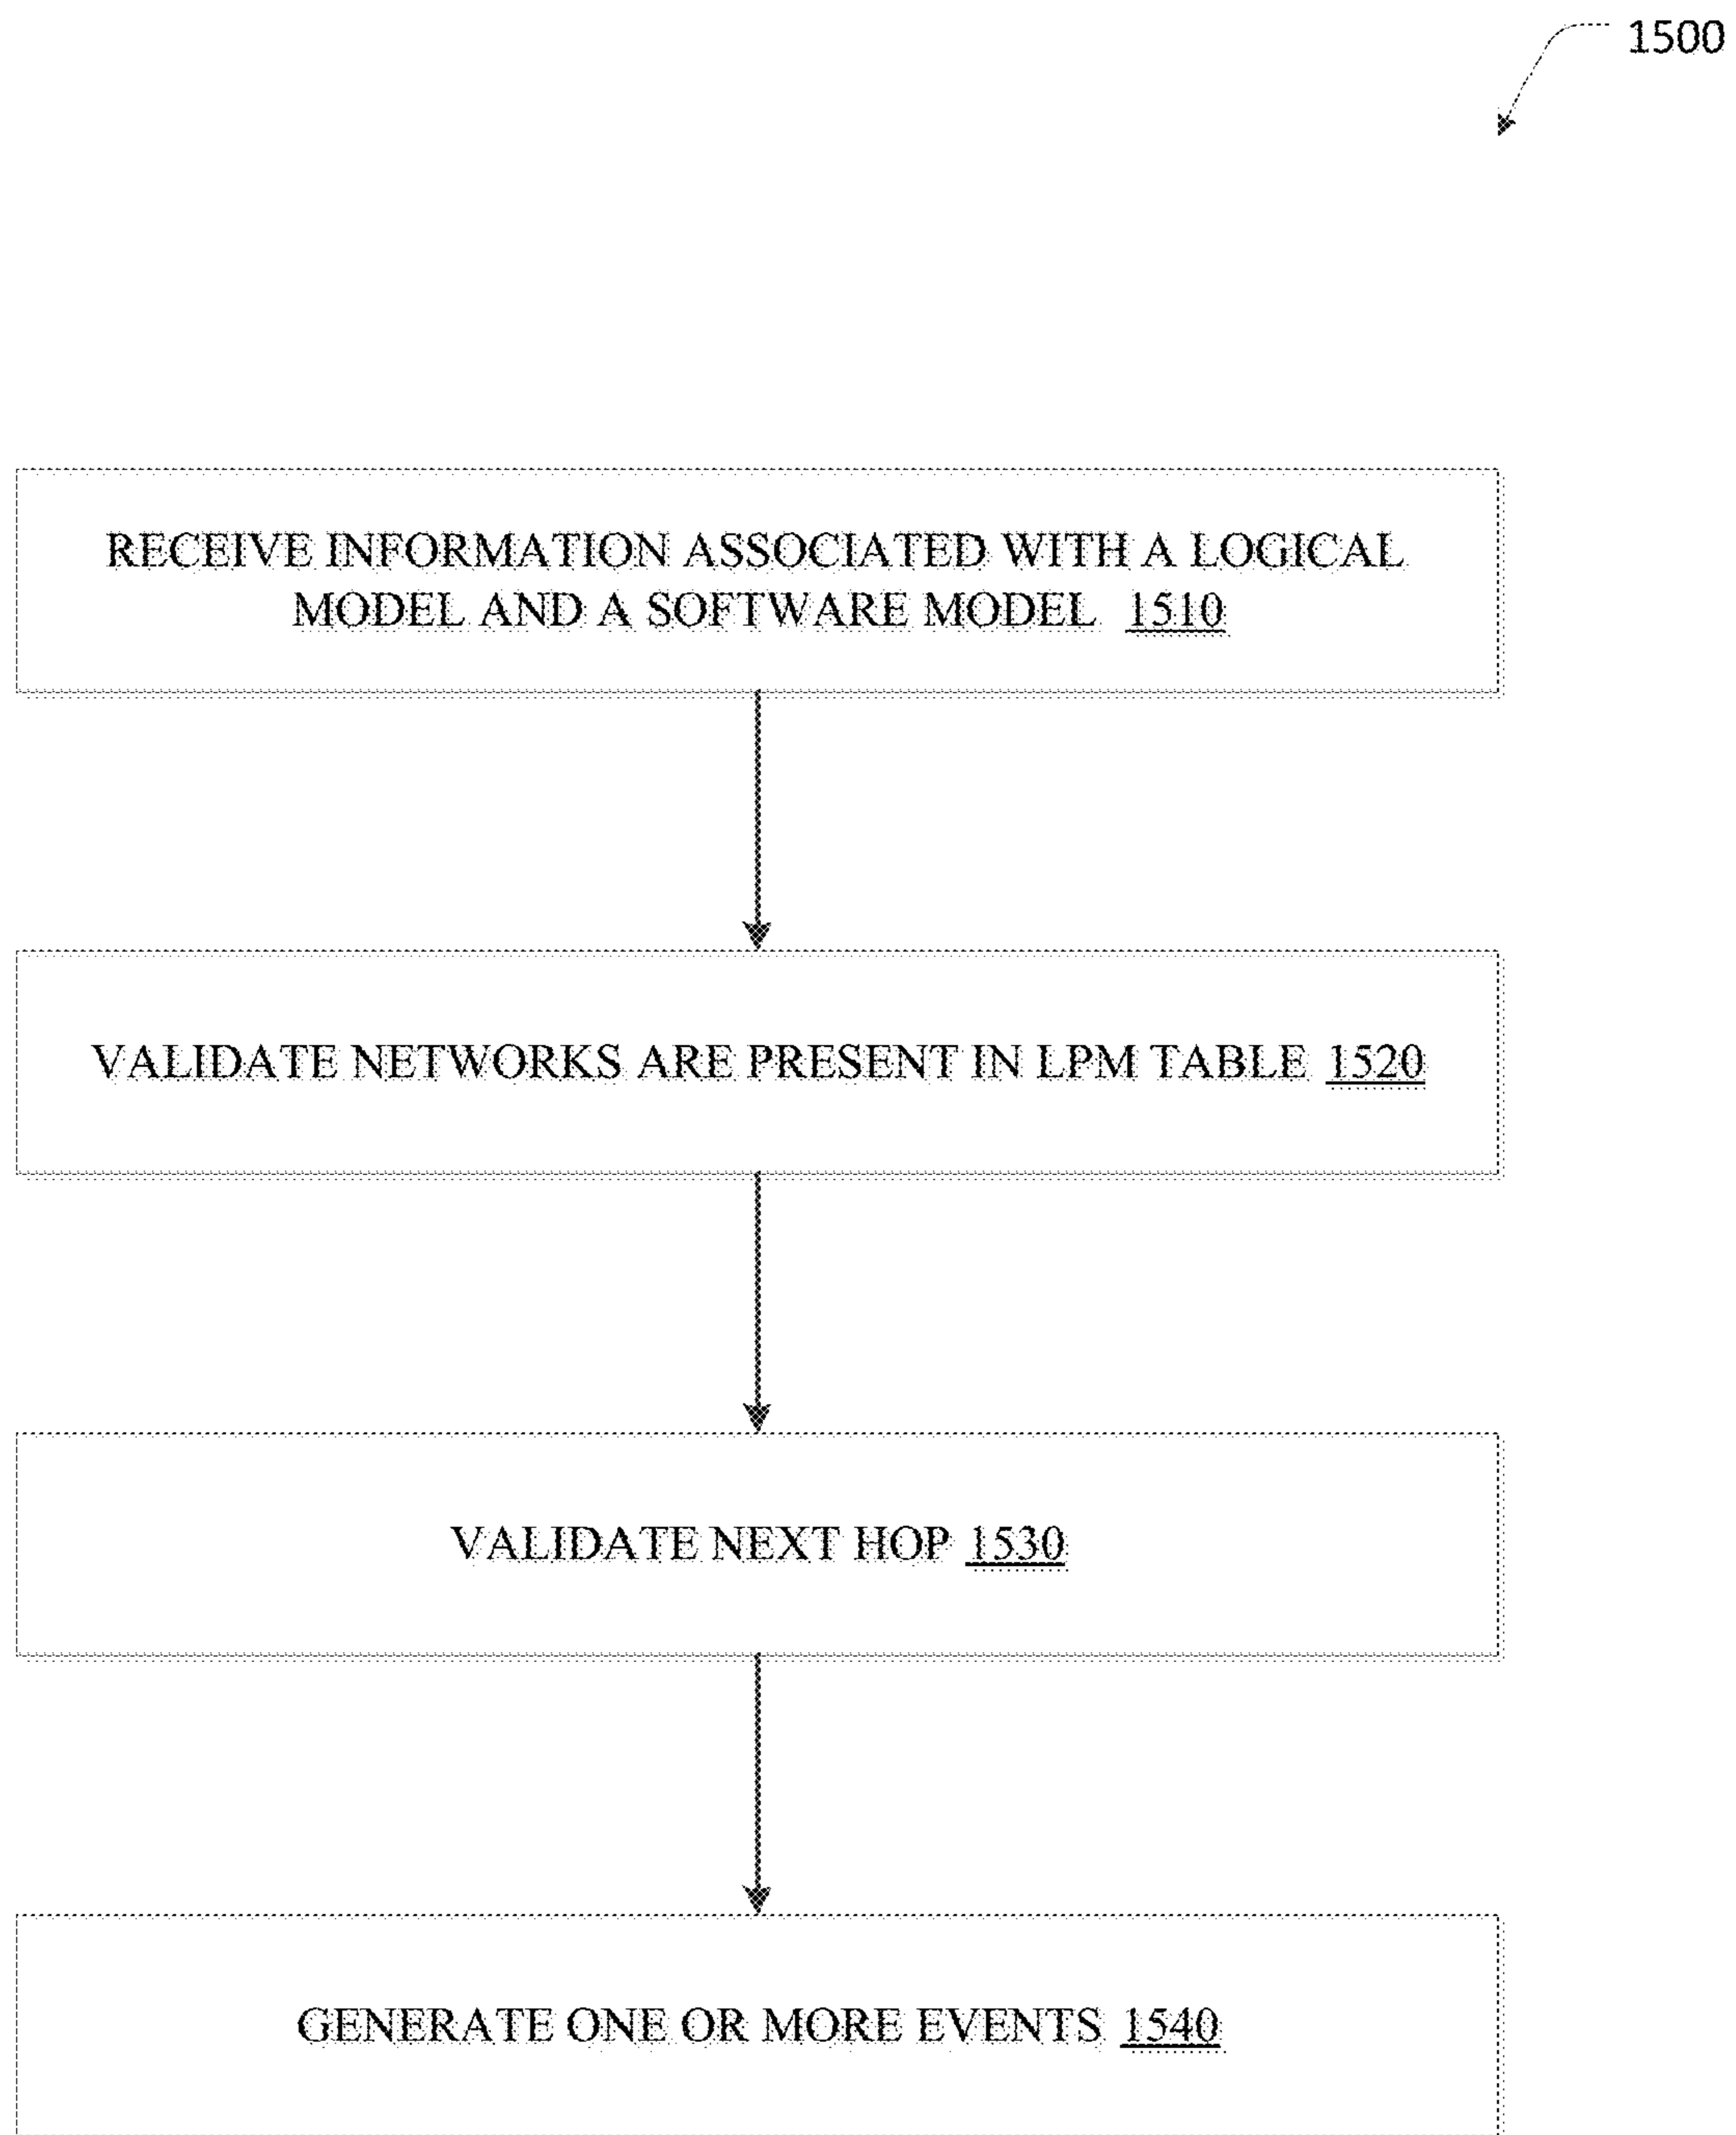 1500
RECEIVE INFORMATION ASSOCIATED WITH A LOGICAL
MODEL AND A SOFTWARE MODEL 1510
VALIDATE NETWORKS ARE PRESENT IN LPM TABLE 1520
VALIDATE NEXT HOP 1530
GENERATE ONE OR MORE EVENTS 1540